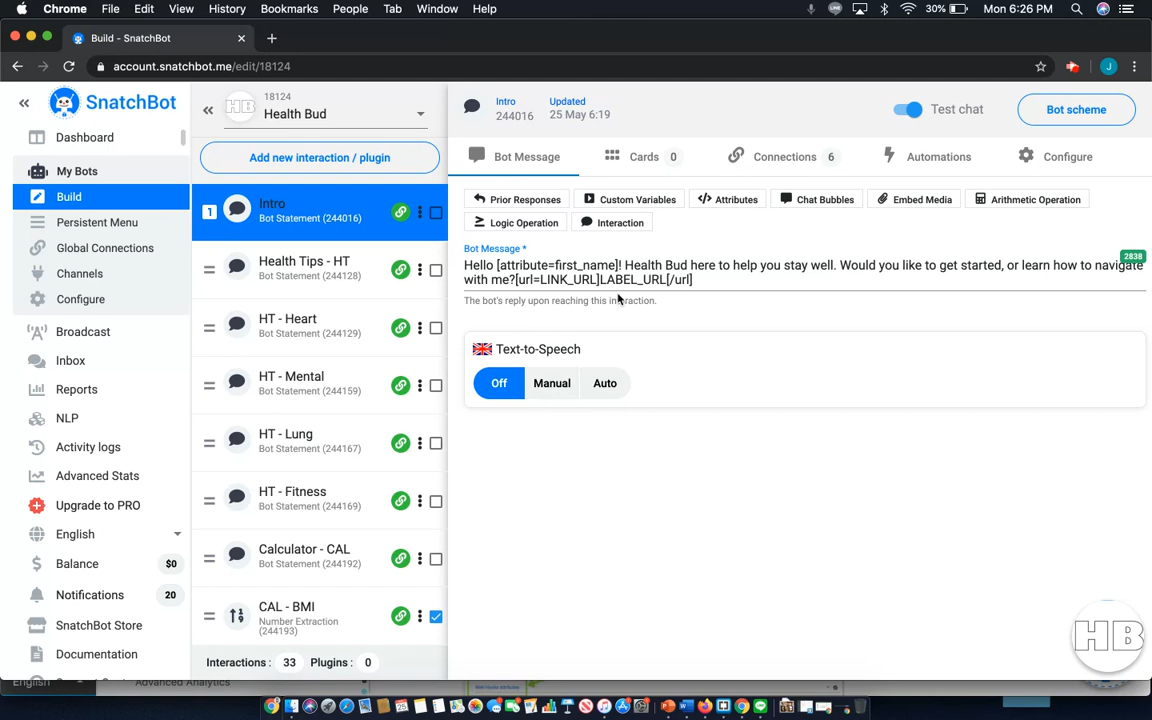 Chrome File Edit View History Bookmarks People Tab Window Help
30% Mon 6:26 PM
Build - SnatchBot
account.snatchbot.me/edit/18124
J
SnatchBot
Dashboard
My Bots
Build
Persistent Menu
Global Connections
Channels
Configure
Broadcast
Inbox
Reports
NLP
Activity logs
Advanced Stats
Upgrade to PRO
English
Balance $0
Notifications 20
SnatchBot Store
Documentation
HB
18124
Health Bud
Add new interaction / plugin
1
Intro
Bot Statement (244016)
Health Tips - HT
Bot Statement (244128)
HT - Heart
Bot Statement (244129)
HT - Mental
Bot Statement (244159)
HT - Lung
Bot Statement (244167)
HT - Fitness
Bot Statement (244169)
Calculator - CAL
Bot Statement (244192)
CAL - BMI
Number Extraction
(244193)
Interactions : 33 Plugins : 0
Intro
244016
Updated
25 May 6:19
Test chat
Bot scheme
Bot Message Cards 0 Connections 6 Automations Configure
Prior Responses Custom Variables Attributes Chat Bubbles Embed Media Arithmetic Operation
Logic Operation Interaction
Bot Message *
2838
Hello [attribute=first_name]! Health Bud here to help you stay well. Would you like to get started, or learn how to navigate
with me?[url=LINK_URL]LABEL_URL[/url]
The bot's reply upon reaching this interaction.
Text-to-Speech
Off Manual Auto
HB
English
Advanced Analytics